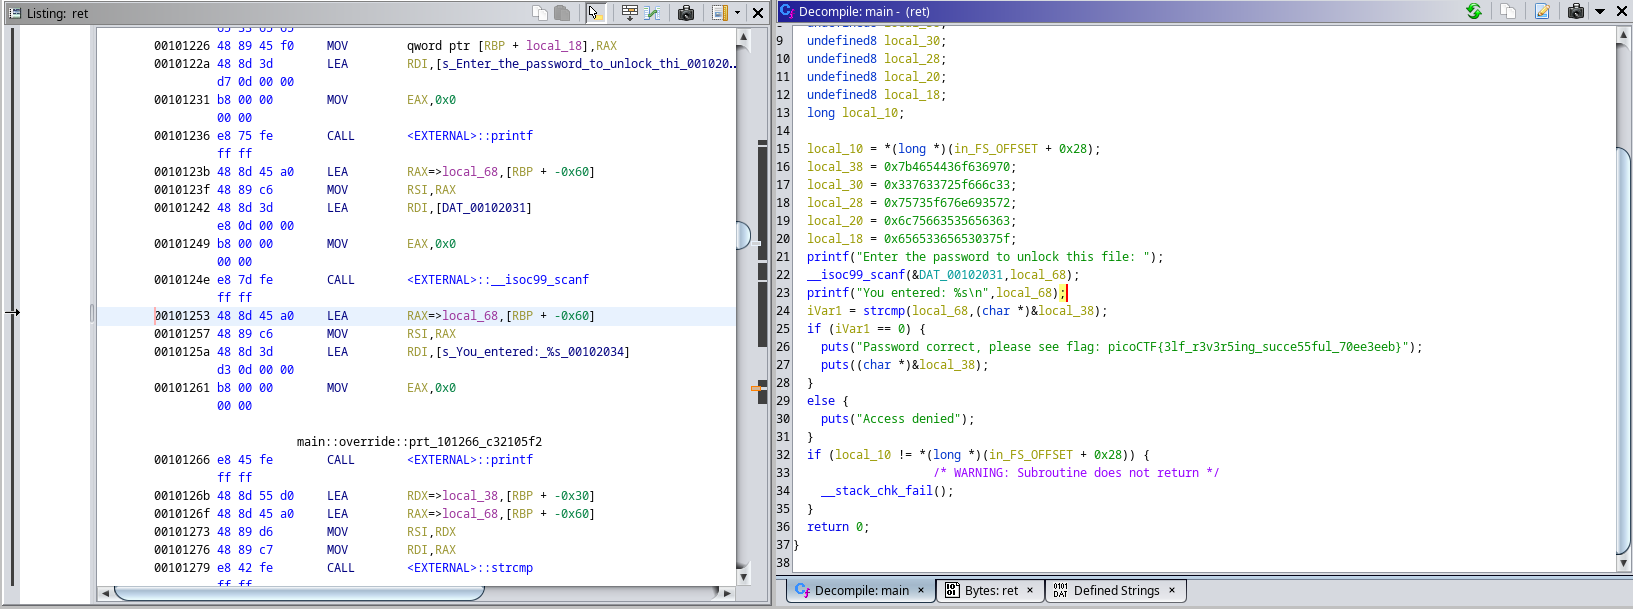 Listing: ret
00101226 48 89 45 f0 MOV qword ptr [RBP + local_18],RAX
0010122a 48 8d 3d LEA RDI,[s_Enter_the_password_to_unlock_thi_001020..
d7 0d 00 00
00101231 b8 00 00 MOV EAX,0x0
00 00
00101236 e8 75 fe CALL <EXTERNAL>::printf
ff ff
0010123b 48 8d 45 a0 LEA RAX=>local_68,[RBP + -0x60]
0010123f 48 89 c6 MOV RSI,RAX
00101242 48 8d 3d LEA RDI,[DAT_00102031]
e8 0d 00 00
00101249 b8 00 00 MOV EAX,0x0
00 00
0010124e e8 7d fe CALL <EXTERNAL>::__isoc99_scanf
ff ff
00101253 48 8d 45 a0 LEA RAX=>local_68,[RBP + -0x60]
00101257 48 89 c6 MOV RSI,RAX
0010125a 48 8d 3d LEA RDI,[s_You_entered:_%s_00102034]
d3 0d 00 00
00101261 b8 00 00 MOV EAX,0x0
00 00
main::override::prt_101266_c32105f2
00101266 e8 45 fe CALL <EXTERNAL>::printf
ff ff
0010126b 48 8d 55 d0 LEA RDX=>local_38,[RBP + -0x30]
0010126f 48 8d 45 a0 LEA RAX=>local_68,[RBP + -0x60]
00101273 48 89 d6 MOV RSI,RDX
00101276 48 89 c7 MOV RDI,RAX
00101279 e8 42 fe CALL <EXTERNAL>::strcmp
ff ff
Decompile: main - (ret)
9 undefined8 local_30;
10 undefined8 local_28;
11 undefined8 local_20;
12 undefined8 local_18;
13 long local_10;
14
15 local_10 = *(long *)(in_FS_OFFSET + 0x28);
16 local_38 = 0x7b4654436f636970;
17 local_30 = 0x337633725f666c33;
18 local_28 = 0x75735f676e693572;
19 local_20 = 0x6c75663535656363;
20 local_18 = 0x656533656530375f;
21 printf("Enter the password to unlock this file: ");
22 __isoc99_scanf(&DAT_00102031,local_68);
23 printf("You entered: %s\n",local_68);
24 iVar1 = strcmp(local_68,(char *)&local_38);
25 if (iVar1 == 0) {
26 puts("Password correct, please see flag: picoCTF{3lf_r3v3r5ing_succe55ful_70ee3eeb}");
27 puts((char *)&local_38);
28 }
29 else {
30 puts("Access denied");
31 }
32 if (local_10 != *(long *)(in_FS_OFFSET + 0x28)) {
33 /* WARNING: Subroutine does not return */
34 __stack_chk_fail();
35 }
36 return 0;
37 }
38
Decompile: main × Bytes: ret × Defined Strings ×